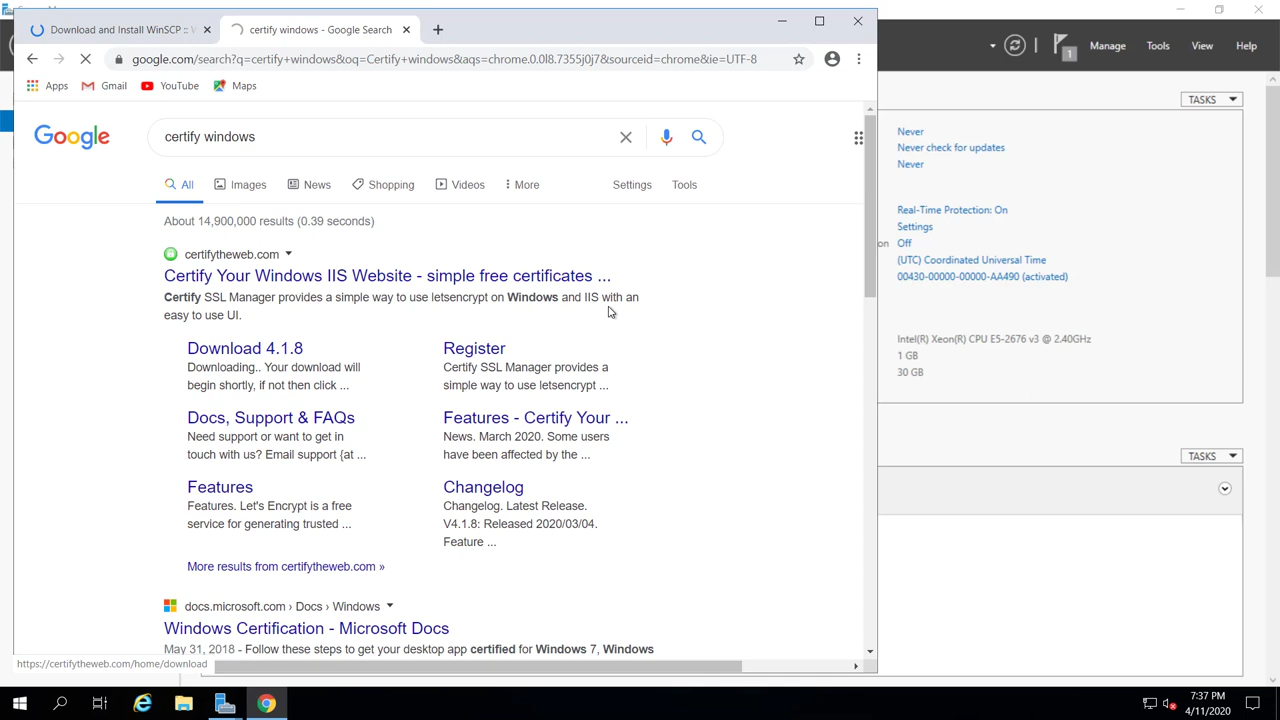 Download and Install WinSCP :: W
certify windows - Google Search
google.com/search?q=certify+windows&oq=Certify+windows&aqs=chrome.0.0l8.7355j0j7&sourceid=chrome&ie=UTF-8
Apps Gmail YouTube Maps
Google certify windows
All Images News Shopping Videos More Settings Tools
About 14,900,000 results (0.39 seconds)
certifytheweb.com
Certify Your Windows IIS Website - simple free certificates ...
Certify SSL Manager provides a simple way to use letsencrypt on Windows and IIS with an
easy to use UI.
Download 4.1.8
Downloading.. Your download will
begin shortly, if not then click ...
Register
Certify SSL Manager provides a
simple way to use letsencrypt ...
Docs, Support & FAQs
Need support or want to get in
touch with us? Email support {at ...
Features - Certify Your ...
News. March 2020. Some users
have been affected by the ...
Features
Features. Let's Encrypt is a free
service for generating trusted ...
Changelog
Changelog. Latest Release.
V4.1.8: Released 2020/03/04.
Feature ...
More results from certifytheweb.com »
docs.microsoft.com › Docs › Windows
Windows Certification - Microsoft Docs
May 31, 2018 - Follow these steps to get your desktop app certified for Windows 7, Windows
https://certifytheweb.com/home/download
1 Manage Tools View Help
TASKS
Never
Never check for updates
Never
Real-Time Protection: On
Settings
on Off
(UTC) Coordinated Universal Time
00430-00000-00000-AA490 (activated)
Intel(R) Xeon(R) CPU E5-2676 v3 @ 2.40GHz
1 GB
30 GB
TASKS
7:37 PM
4/11/2020